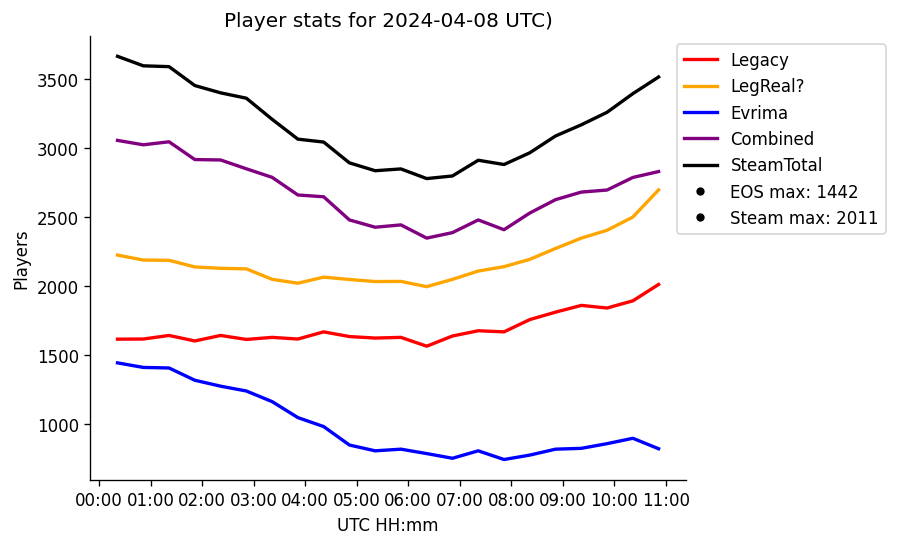 Player stats for 2024-04-08 UTC)
Legacy
LegReal?
Evrima
Combined
SteamTotal
EOS max: 1442
Steam max: 2011
Players
3500
3000
2500
2000
1500
1000
00:00 01:00 02:00 03:00 04:00 05:00 06:00 07:00 08:00 09:00 10:00 11:00
UTC HH:mm